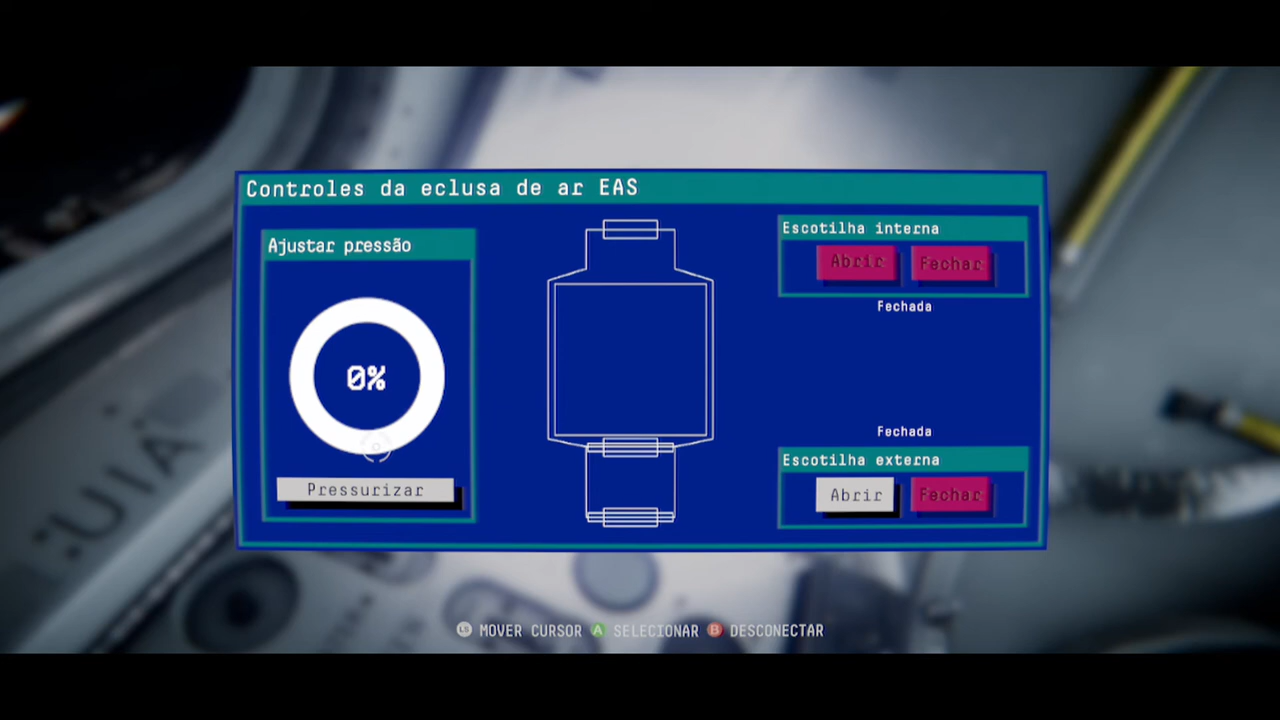 Controles da eclusa de ar EAS
Ajustar pressão
0%
Pressurizar
Escotilha interna
Abrir Fechar
Fechada
Fechada
Escotilha externa
Abrir Fechar
LS MOVER CURSOR A SELECIONAR B DESCONECTAR